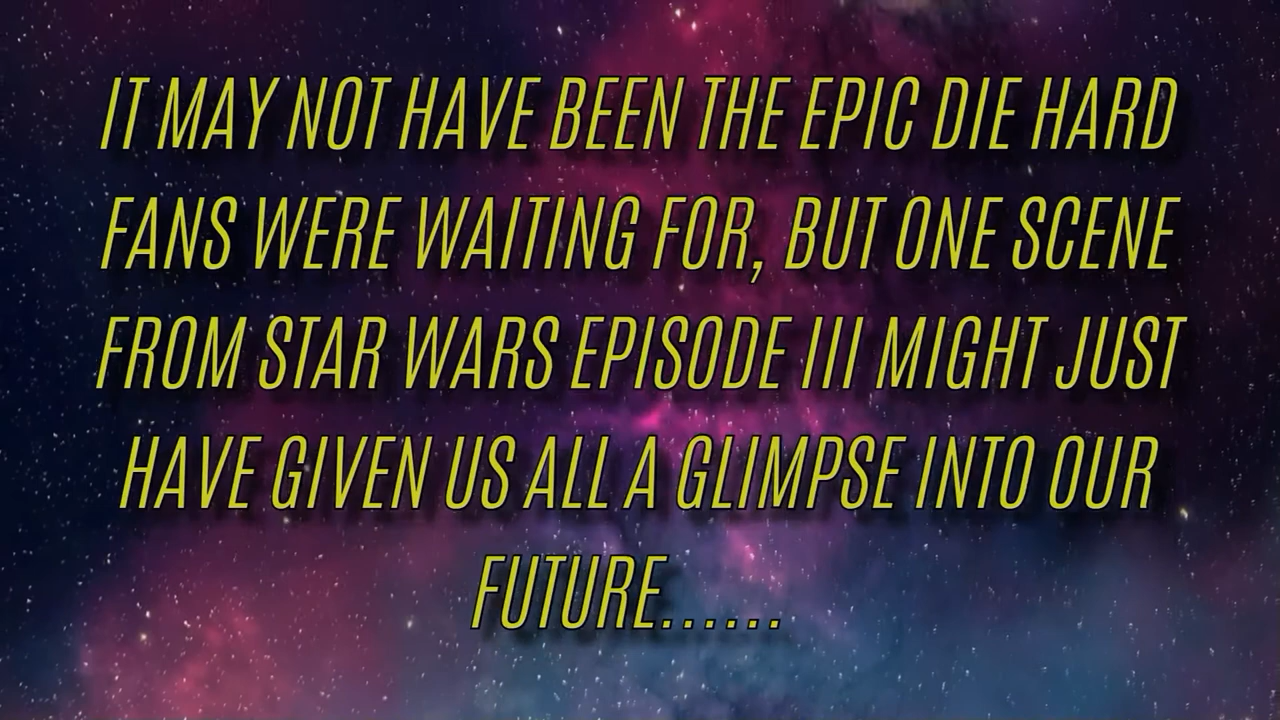 IT MAY NOT HAVE BEEN THE EPIC DIE HARD
FANS WERE WAITING FOR, BUT ONE SCENE
FROM STAR WARS EPISODE III MIGHT JUST
HAVE GIVEN US ALL A GLIMPSE INTO OUR
FUTURE......